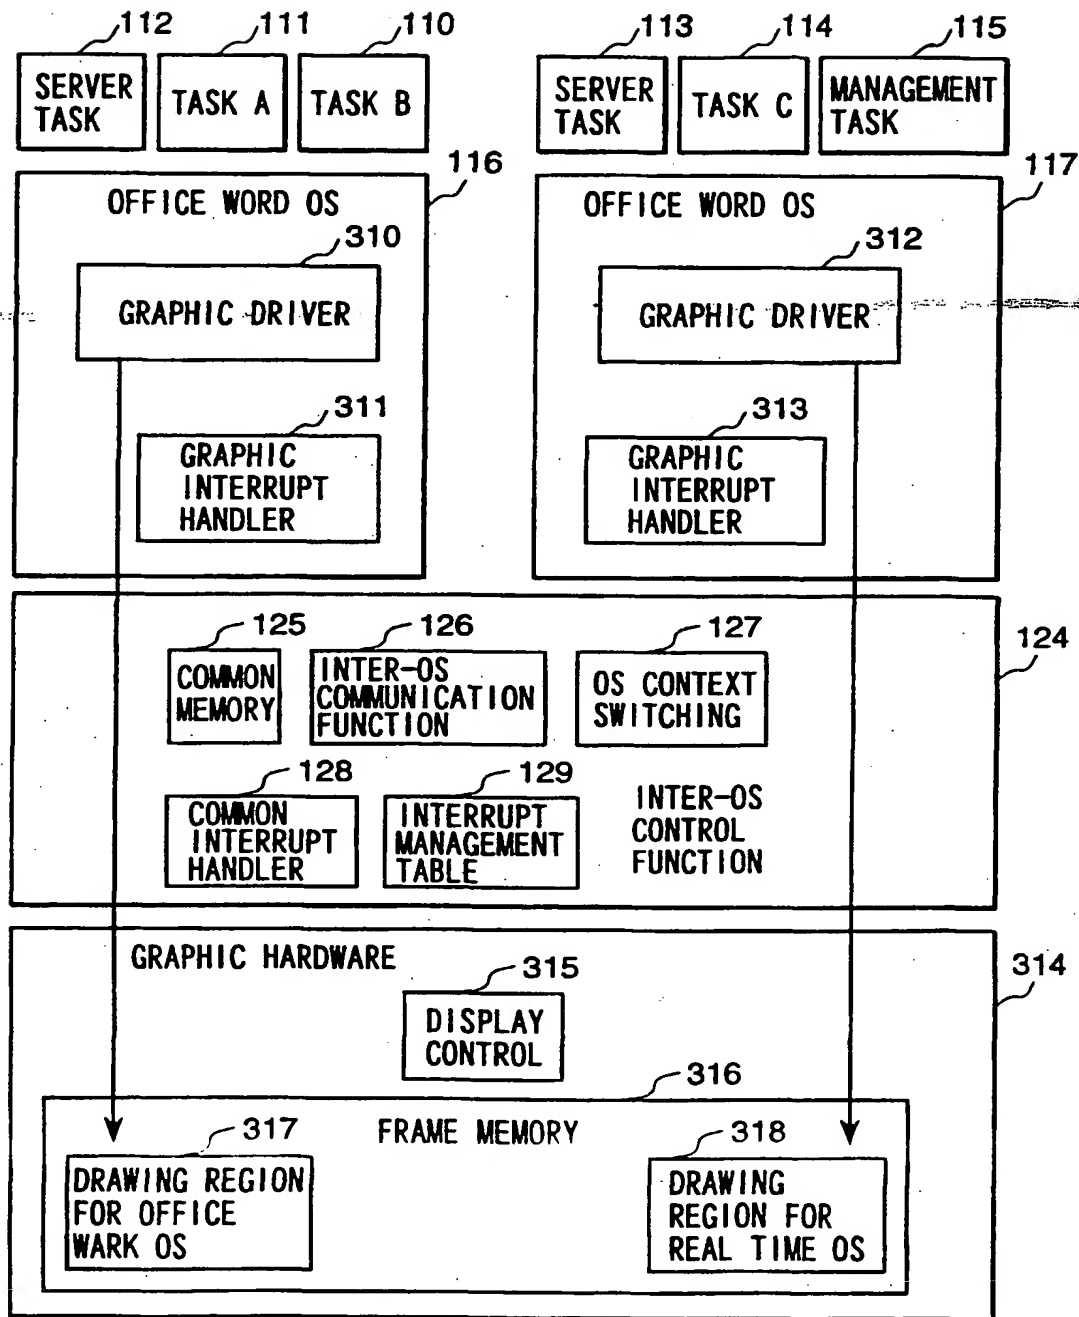 112
111
110
113
114
115
SERVER
TASK
TASK A
TASK B
SERVER
TASK
TASK C
MANAGEMENT
TASK
116
117
OFFICE WORD OS
OFFICE WORD OS
310
312
GRAPHIC DRIVER
GRAPHIC DRIVER
311
313
GRAPHIC
INTERRUPT
HANDLER
GRAPHIC
INTERRUPT
HANDLER
124
125
126
127
COMMON
MEMORY
INTER-OS
COMMUNICATION
FUNCTION
OS CONTEXT
SWITCHING
128
129
COMMON
INTERRUPT
HANDLER
INTERRUPT
MANAGEMENT
TABLE
INTER-OS
CONTROL
FUNCTION
GRAPHIC HARDWARE
314
315
DISPLAY
CONTROL
316
FRAME MEMORY
317
318
DRAWING REGION
FOR OFFICE
WARK OS
DRAWING
REGION FOR
REAL TIME OS